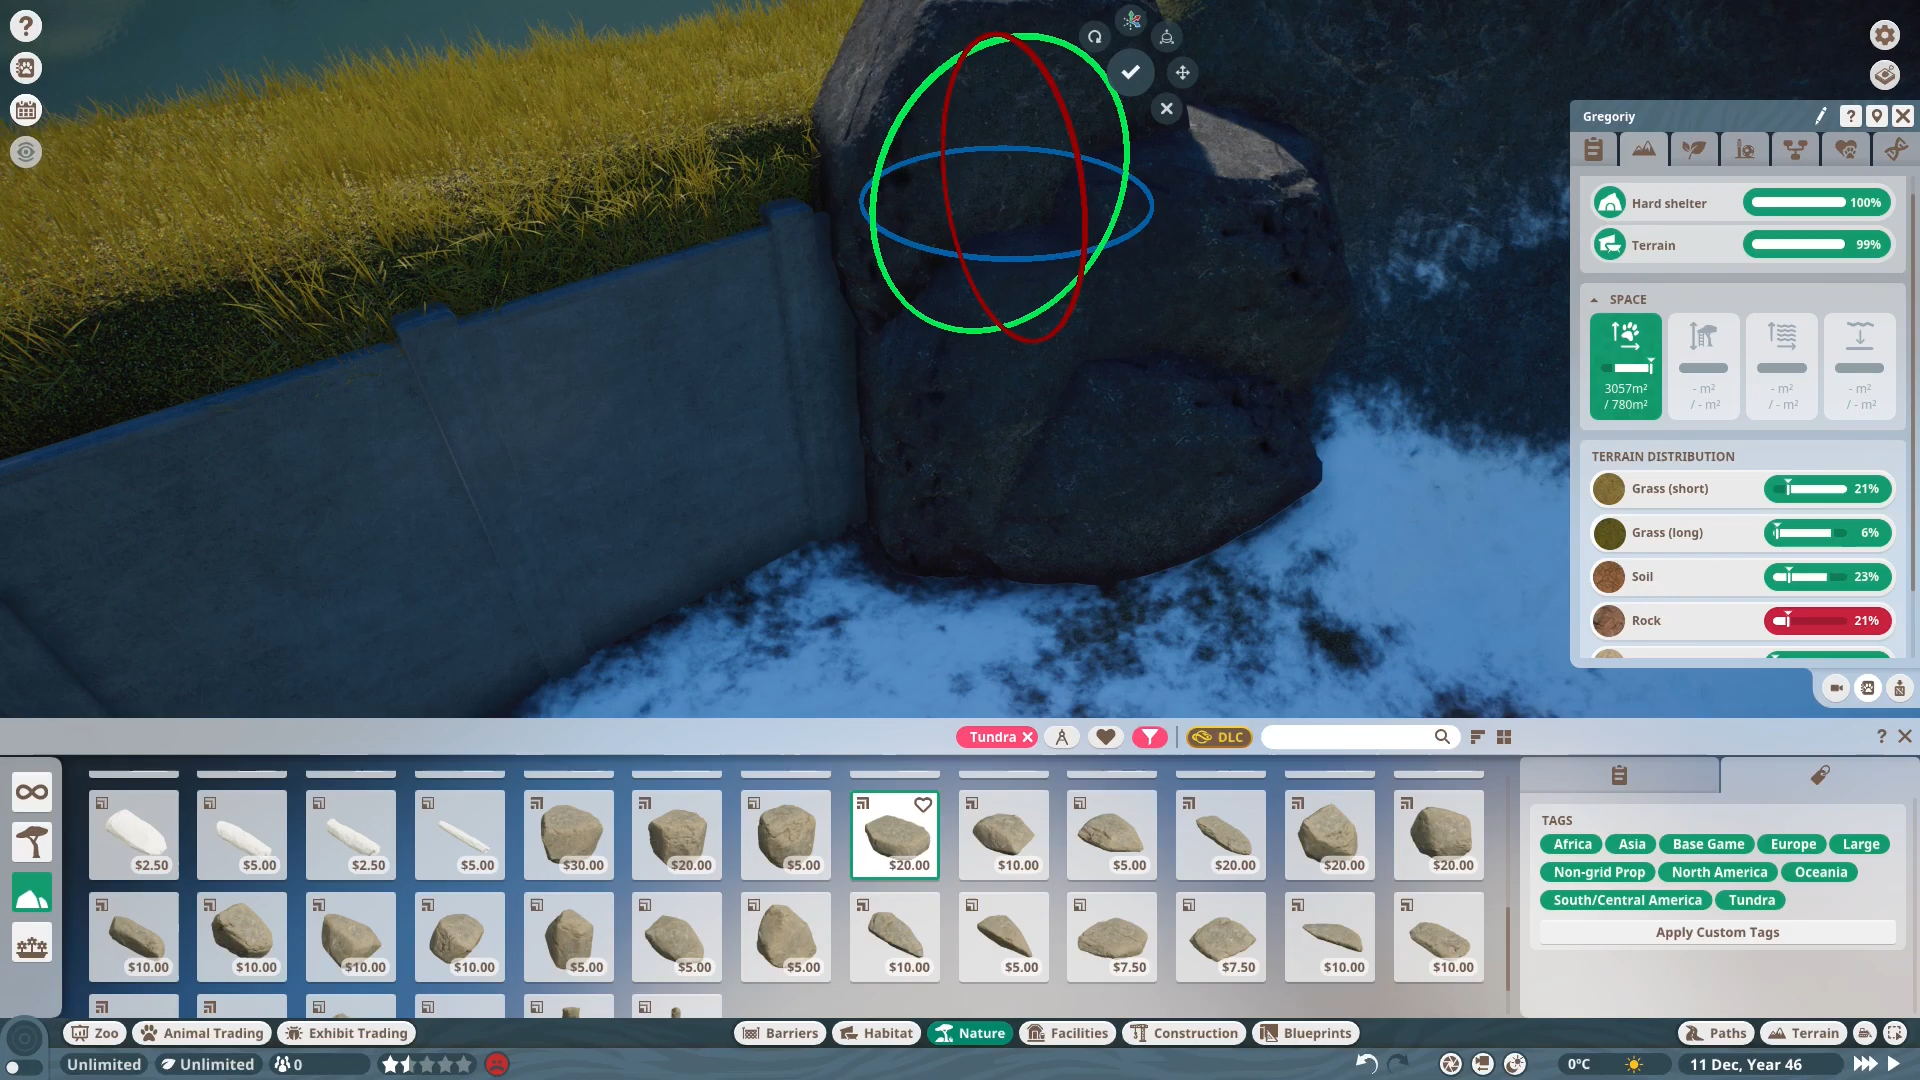 ?
Gregoriy
?
Hard shelter 100%
Terrain 99%
SPACE
3057m² / 780m²
- m² / - m²
- m² / - m²
- m² / - m²
TERRAIN DISTRIBUTION
Grass (short) 21%
Grass (long) 6%
Soil 23%
Rock 21%
Tundra
DLC
?
$2.50 $5.00 $2.50 $5.00 $30.00 $20.00 $5.00 $20.00 $10.00 $5.00 $20.00 $20.00 $20.00
$10.00 $10.00 $10.00 $10.00 $5.00 $5.00 $5.00 $10.00 $5.00 $7.50 $7.50 $10.00 $10.00
TAGS
Africa Asia Base Game Europe Large
Non-grid Prop North America Oceania
South/Central America Tundra
Apply Custom Tags
Zoo Animal Trading Exhibit Trading Barriers Habitat Nature Facilities Construction Blueprints Paths Terrain
Unlimited Unlimited 0 0°C 11 Dec, Year 46